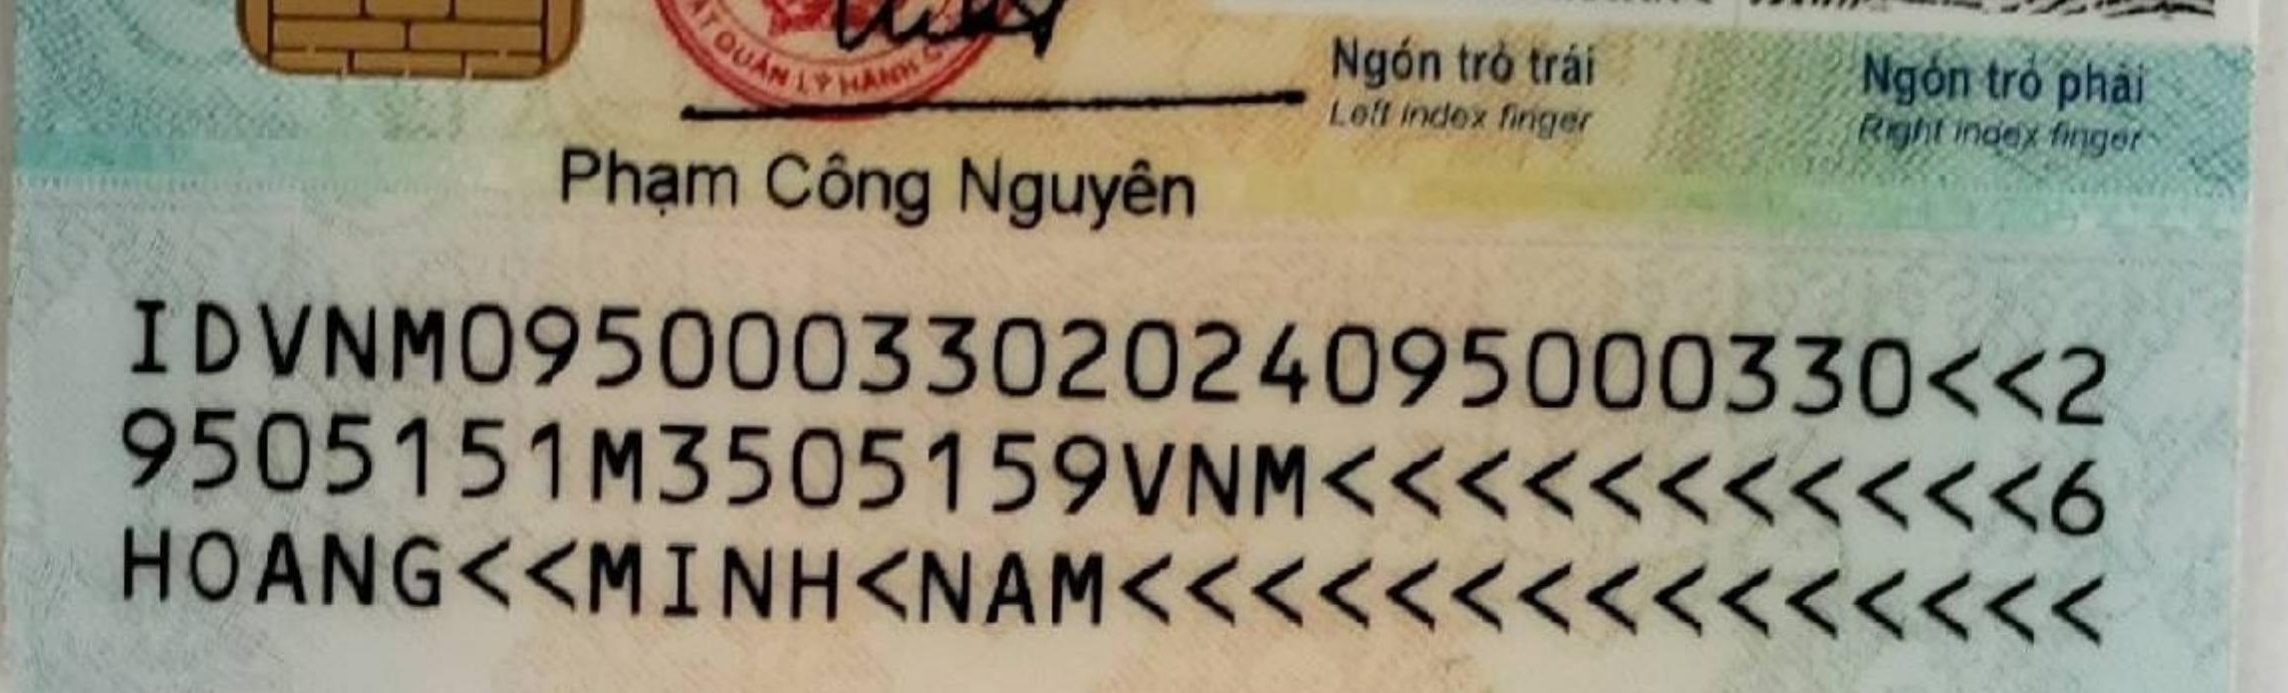 ẤT QUẢN LÝ HÀNH C
Ngón trỏ trái
Left index finger
Ngón trỏ phải
Right index finger
Phạm Công Nguyên
IDVNM0950003302024095000330<<2
9505151M3505159VNM<<<<<<<<<<<6
HOANG<<MINH<NAM<<<<<<<<<<<<<<<